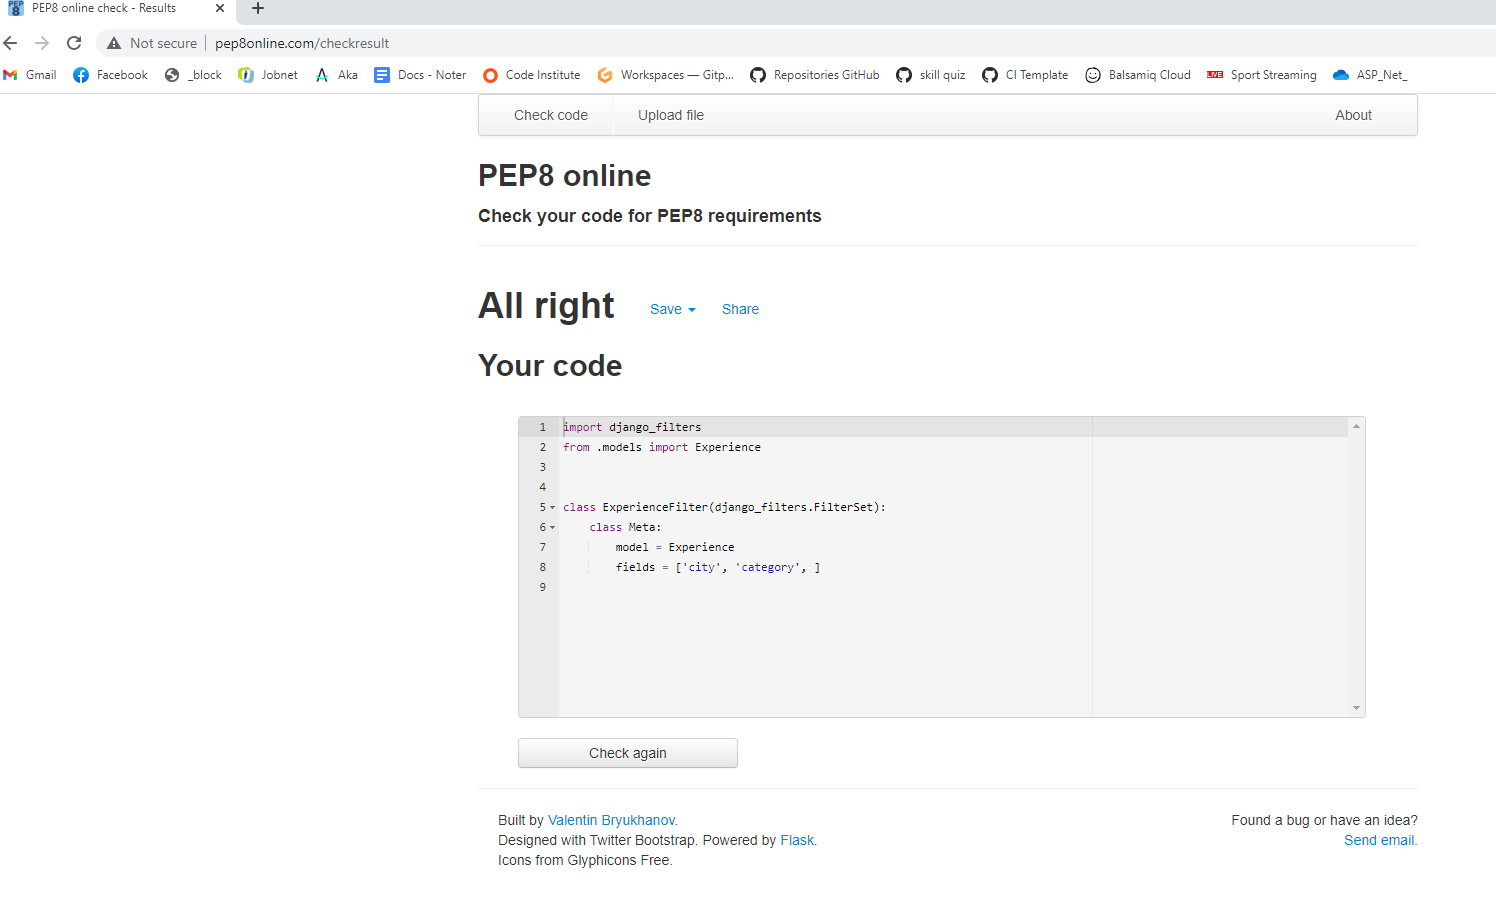 PEP8 online check - Results
Not secure pep8online.com/checkresult
Gmail Facebook _block Jobnet Aka Docs - Noter Code Institute Workspaces — Gitp... Repositories GitHub skill quiz CI Template Balsamiq Cloud LIVE Sport Streaming ASP_Net_
Check code Upload file About
PEP8 online
Check your code for PEP8 requirements
All right Save Share
Your code
1 import django_filters
2 from .models import Experience
3
4
5 class ExperienceFilter(django_filters.FilterSet):
6 class Meta:
7 model = Experience
8 fields = ['city', 'category', ]
9
Check again
Built by Valentin Bryukhanov.
Designed with Twitter Bootstrap. Powered by Flask.
Icons from Glyphicons Free.
Found a bug or have an idea?
Send email.